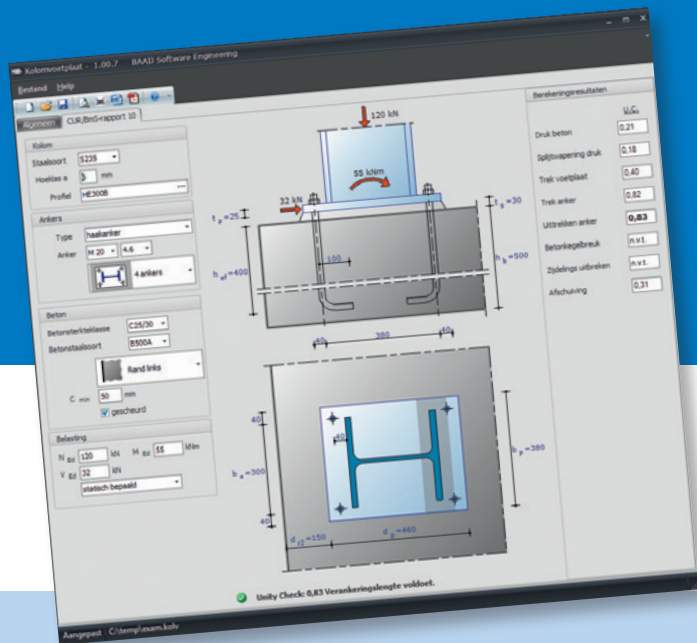 Kolomvoetplaat - 1.00.7 BAAD Software Engineering
Bestand Help
Algemeen CUR/BmS-rapport 10
Kolom
Staalsoort S235
Hoeklas a mm
Profiel HE300B ...
Ankers
Type haakanker
Anker M 20 4.6
4 ankers
Beton
Betonsterkteklasse C25/30
Betonstaalsoort B500A
Rand links
C min 50 mm
gescheurd
Belasting
N Ed 120 kN M Ed 55 kNm
V Ed 32 kN
statisch bepaald
120 kN
55 kNm
32 kN
t p =25
t g =30
100
h ef =400
h b =500
40 380 40
40
40
b a =300
b p =380
40
d r2 =150
d p =460
Berekeningsresultaten
U.C.
Druk beton 0,21
Splijtwapening druk 0,18
Trek voetplaat 0,40
Trek anker 0,82
Uittrekken anker 0,83
Betonkegelbreuk n.v.t.
Zijdelings uitbreken n.v.t.
Afschuiving 0,31
Unity Check: 0,83 Verankeringslengte voldoet.
Aangepast C:\temp\exam.kolv